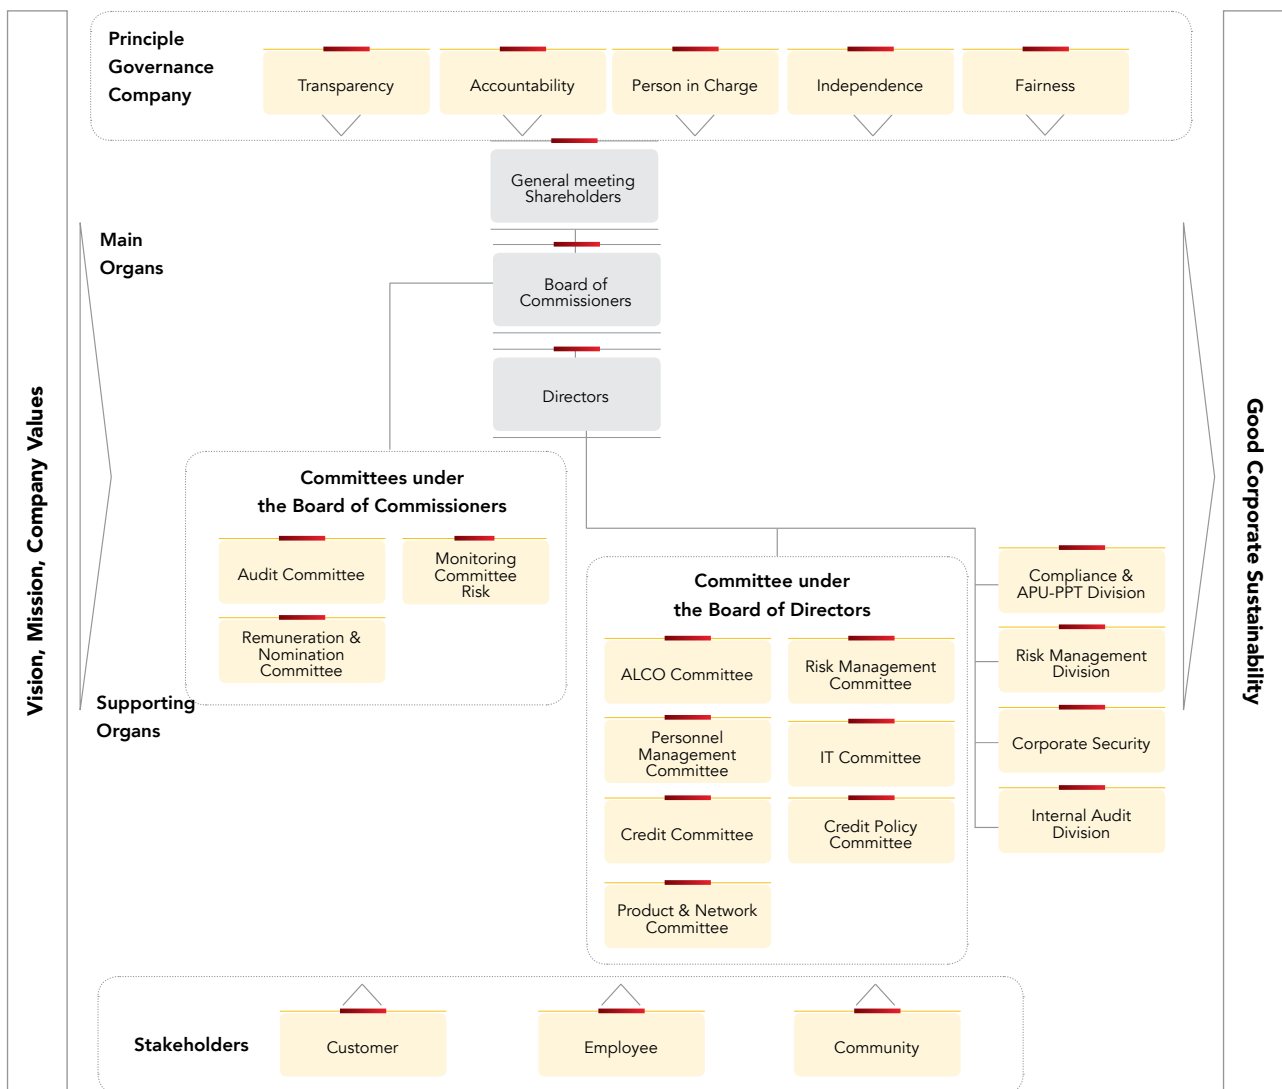 Principle
Governance
Company
Transparency
Accountability
Person in Charge
Independence
Fairness
General meeting
Shareholders
Main
Organs
Board of
Commissioners
Directors
Vision, Mission, Company Values
Good Corporate Sustainability
Committees under
the Board of Commissioners
Audit Committee
Monitoring
Committee
Risk
Remuneration &
Nomination
Committee
Supporting
Organs
Committee under
the Board of Directors
ALCO Committee
Risk Management
Committee
Personnel
Management
Committee
IT Committee
Credit Committee
Credit Policy
Committee
Product & Network
Committee
Compliance &
APU-PPT Division
Risk Management
Division
Corporate Security
Internal Audit
Division
Stakeholders
Customer
Employee
Community